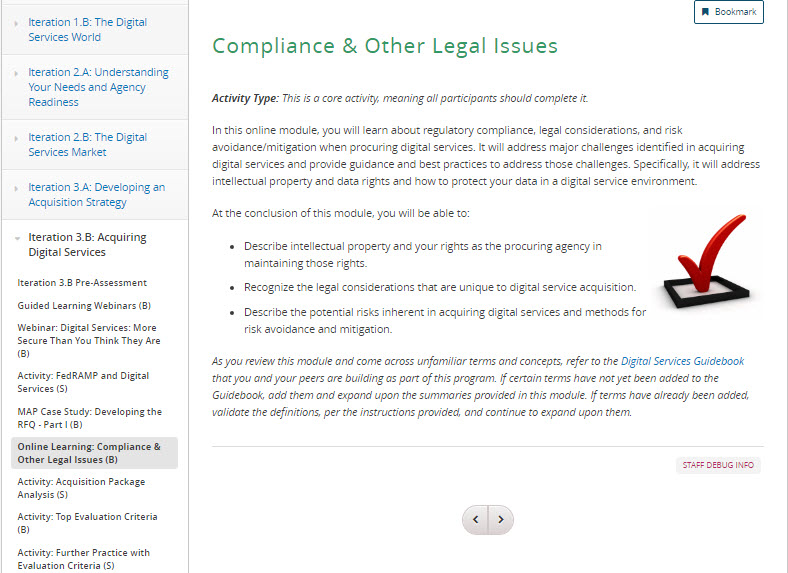 Iteration 1.B: The Digital
Services World
Iteration 2.A: Understanding
Your Needs and Agency
Readiness
Iteration 2.B: The Digital
Services Market
Iteration 3.A: Developing an
Acquisition Strategy
Iteration 3.B: Acquiring
Digital Services
Iteration 3.B Pre-Assessment
Guided Learning Webinars (B)
Webinar: Digital Services: More
Secure Than You Think They Are
(B)
Activity: FedRAMP and Digital
Services (S)
MAP Case Study: Developing the
RFQ - Part I (B)
Online Learning: Compliance &
Other Legal Issues (B)
Activity: Acquisition Package
Analysis (S)
Activity: Top Evaluation Criteria
(B)
Activity: Further Practice with
Evaluation Criteria (S)
Bookmark
Compliance & Other Legal Issues
Activity Type: This is a core activity, meaning all participants should complete it.
In this online module, you will learn about regulatory compliance, legal considerations, and risk
avoidance/mitigation when procuring digital services. It will address major challenges identified in acquiring
digital services and provide guidance and best practices to address those challenges. Specifically, it will address
intellectual property and data rights and how to protect your data in a digital service environment.
At the conclusion of this module, you will be able to:
• Describe intellectual property and your rights as the procuring agency in
maintaining those rights.
• Recognize the legal considerations that are unique to digital service acquisition.
• Describe the potential risks inherent in acquiring digital services and methods for
risk avoidance and mitigation.
As you review this module and come across unfamiliar terms and concepts, refer to the Digital Services Guidebook
that you and your peers are building as part of this program. If certain terms have not yet been added to the
Guidebook, add them and expand upon the summaries provided in this module. If terms have already been added,
validate the definitions, per the instructions provided, and continue to expand upon them.
STAFF DEBUG INFO